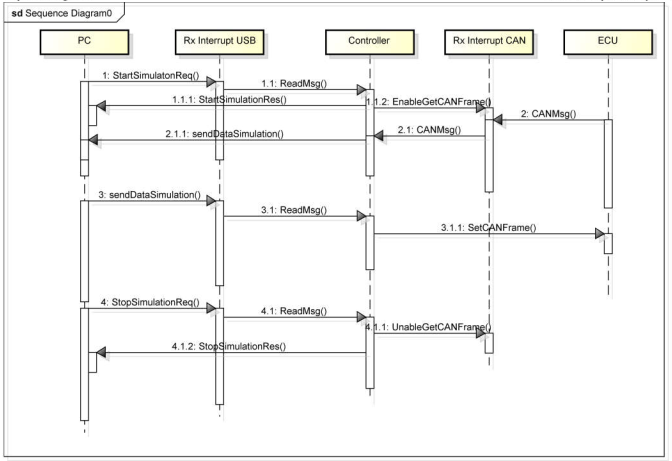 sd Sequence Diagram0
PC
Rx Interrupt USB
Controller
Rx Interrupt CAN
ECU
1: StartSimulatonReq()
1.1: ReadMsg()
1.1.1: StartSimulationRes()
1.1.2: EnableGetCANFrame()
2: CANMsg()
2.1: CANMsg()
2.1.1: sendDataSimulation()
3: sendDataSimulation()
3.1: ReadMsg()
3.1.1: SetCANFrame()
4: StopSimulationReq()
4.1: ReadMsg()
4.1.1: UnableGetCANFrame()
4.1.2: StopSimulationRes()